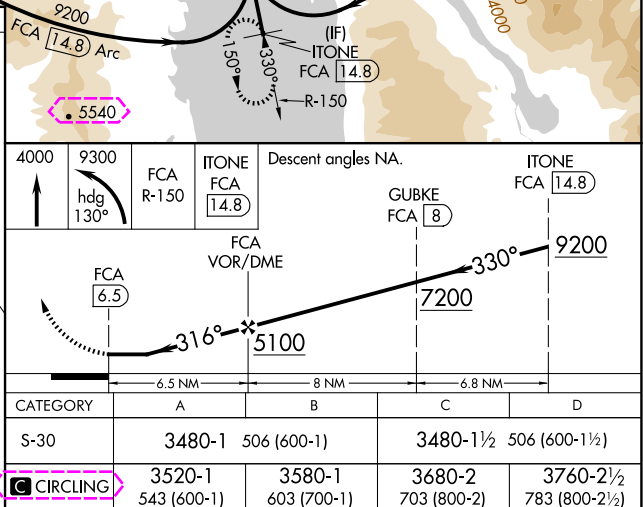 9200
FCA 14.8 Arc
4000
(IF)
ITONE
FCA 14.8
150°
330°
R-150
5540
4000
9300
hdg
130°
FCA
R-150
ITONE
FCA
14.8
Descent angles NA.
ITONE
FCA 14.8
GUBKE
FCA 8
FCA
VOR/DME
FCA
6.5
330°
9200
7200
316°
5100
6.5 NM
8 NM
6.8 NM
CATEGORY A B C D
S-30 3480-1 506 (600-1) 3480-1½ 506 (600-1½)
C CIRCLING 3520-1 3580-1 3680-2 3760-2½
543 (600-1) 603 (700-1) 703 (800-2) 783 (800-2½)